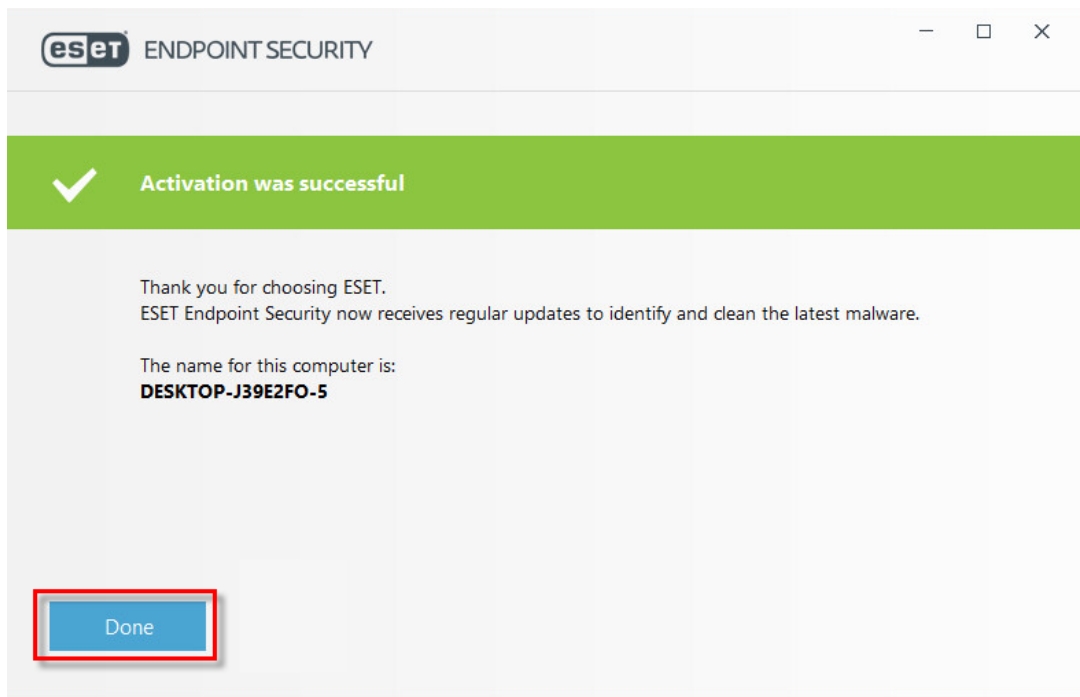 eset ENDPOINT SECURITY
Activation was successful
Thank you for choosing ESET.
ESET Endpoint Security now receives regular updates to identify and clean the latest malware.
The name for this computer is:
DESKTOP-J39E2FO-5
Done